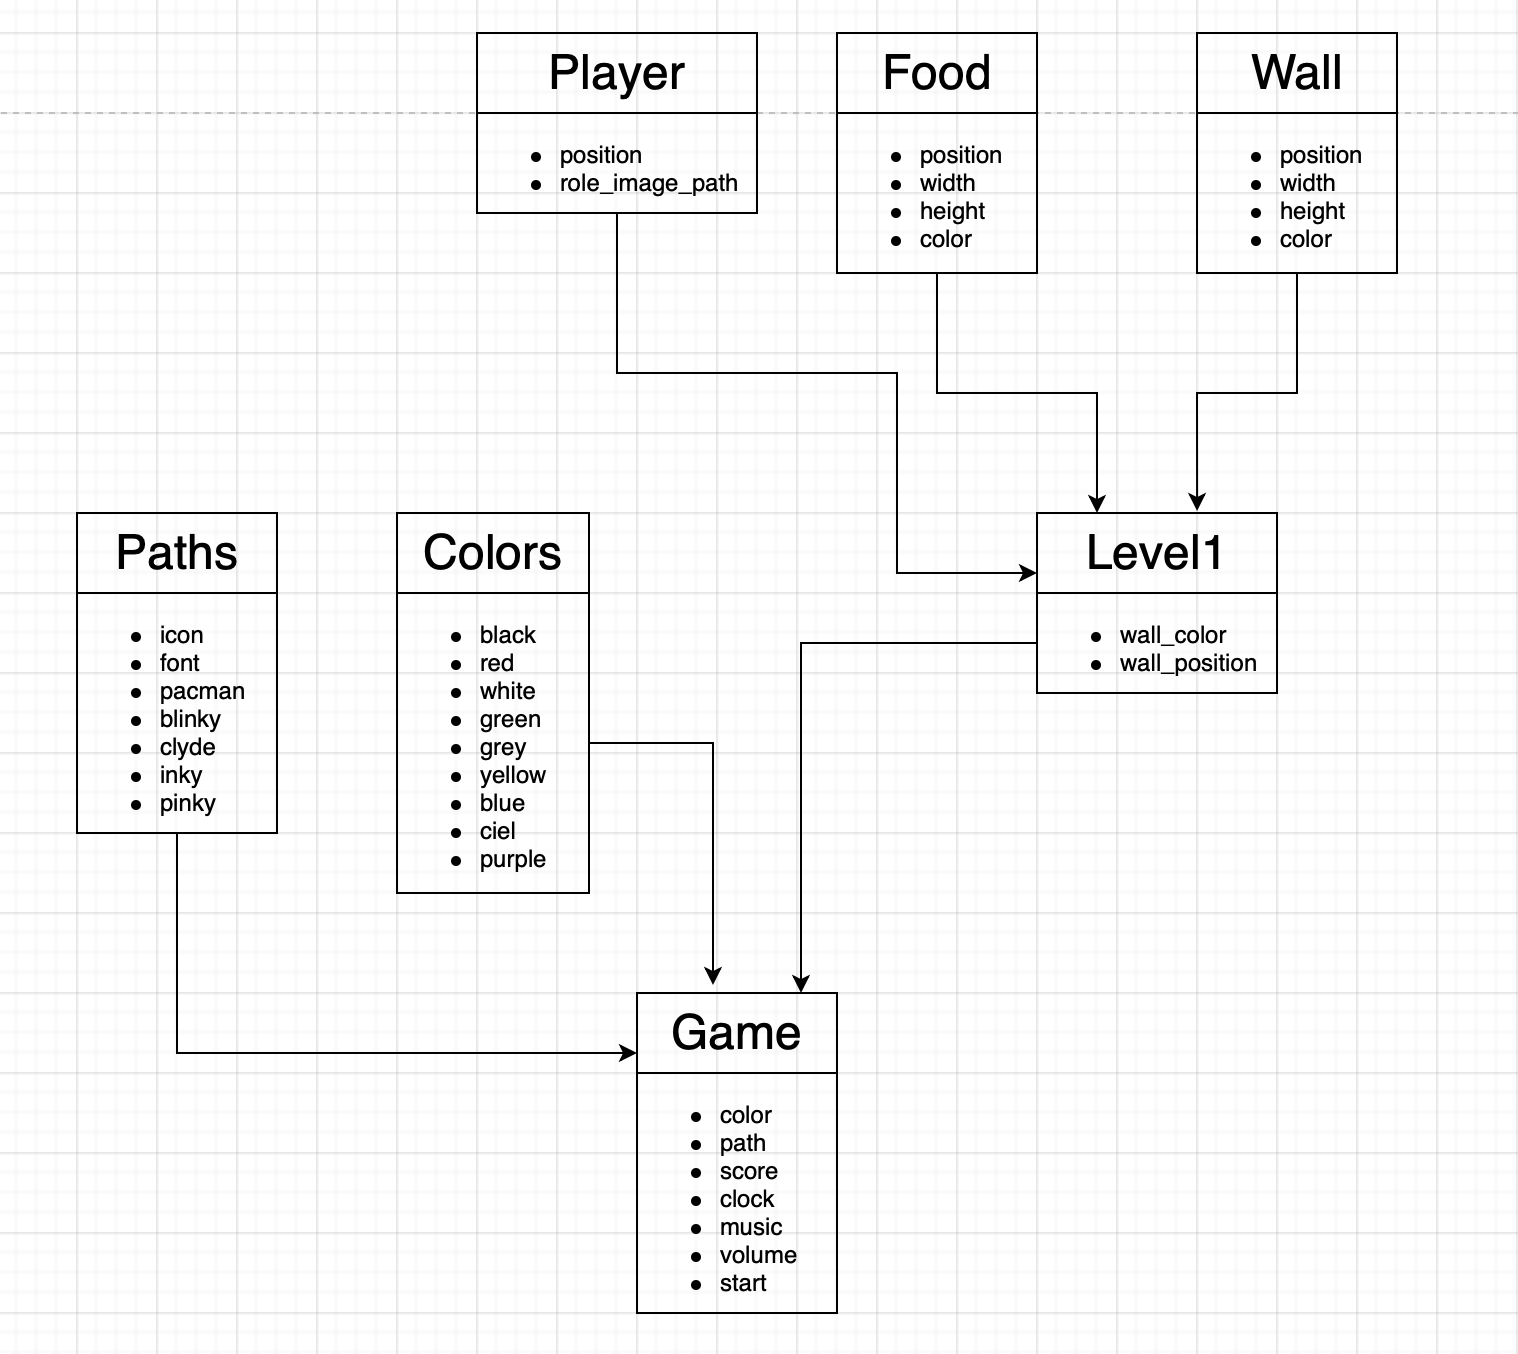 Player
position
role_image_path
Food
position
width
height
color
Wall
position
width
height
color
Paths
icon
font
pacman
blinky
clyde
inky
pinky
Colors
black
red
white
green
grey
yellow
blue
ciel
purple
Level1
wall_color
wall_position
Game
color
path
score
clock
music
volume
start